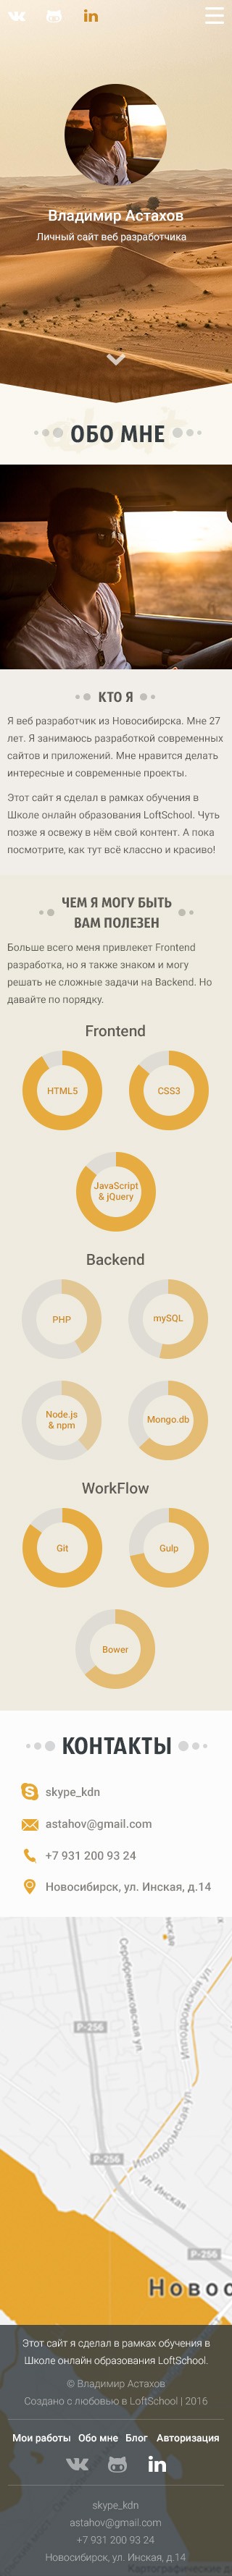 Владимир Астахов
Личный сайт веб разработчика
ОБО МНЕ
КТО Я
Я веб разработчик из Новосибирска. Мне 27
лет. Я занимаюсь разработкой современных
сайтов и приложений. Мне нравится делать
интересные и современные проекты.
Этот сайт я сделал в рамках обучения в
Школе онлайн образования LoftSchool. Чуть
позже я освежу в нём свой контент. А пока
посмотрите, как тут всё классно и красиво!
ЧЕМ Я МОГУ БЫТЬ
ВАМ ПОЛЕЗЕН
Больше всего меня привлекет Frontend
разработка, но я также знаком и могу
решать не сложные задачи на Backend. Но
давайте по порядку.
Frontend
HTML5
CSS3
JavaScript
& jQuery
Backend
PHP
mySQL
Node.js
& npm
Mongo.db
WorkFlow
Git
Gulp
Bower
КОНТАКТЫ
skype_kdn
astahov@gmail.com
+7 931 200 93 24
Новосибирск, ул. Инская, д.14
Серебренниковская ул.
Р-256
Ипподромская ул.
Р-256
Ипподромская ул.
ул. Инская
Р-256
Новос
Этот сайт я сделал в рамках обучения в
Школе онлайн образования LoftSchool.
© Владимир Астахов
Создано с любовью в LoftSchool | 2016
Мои работы Обо мне Блог Авторизация
skype_kdn
astahov@gmail.com
+7 931 200 93 24
Новосибирск, ул. Инская, д.14
Картографические д